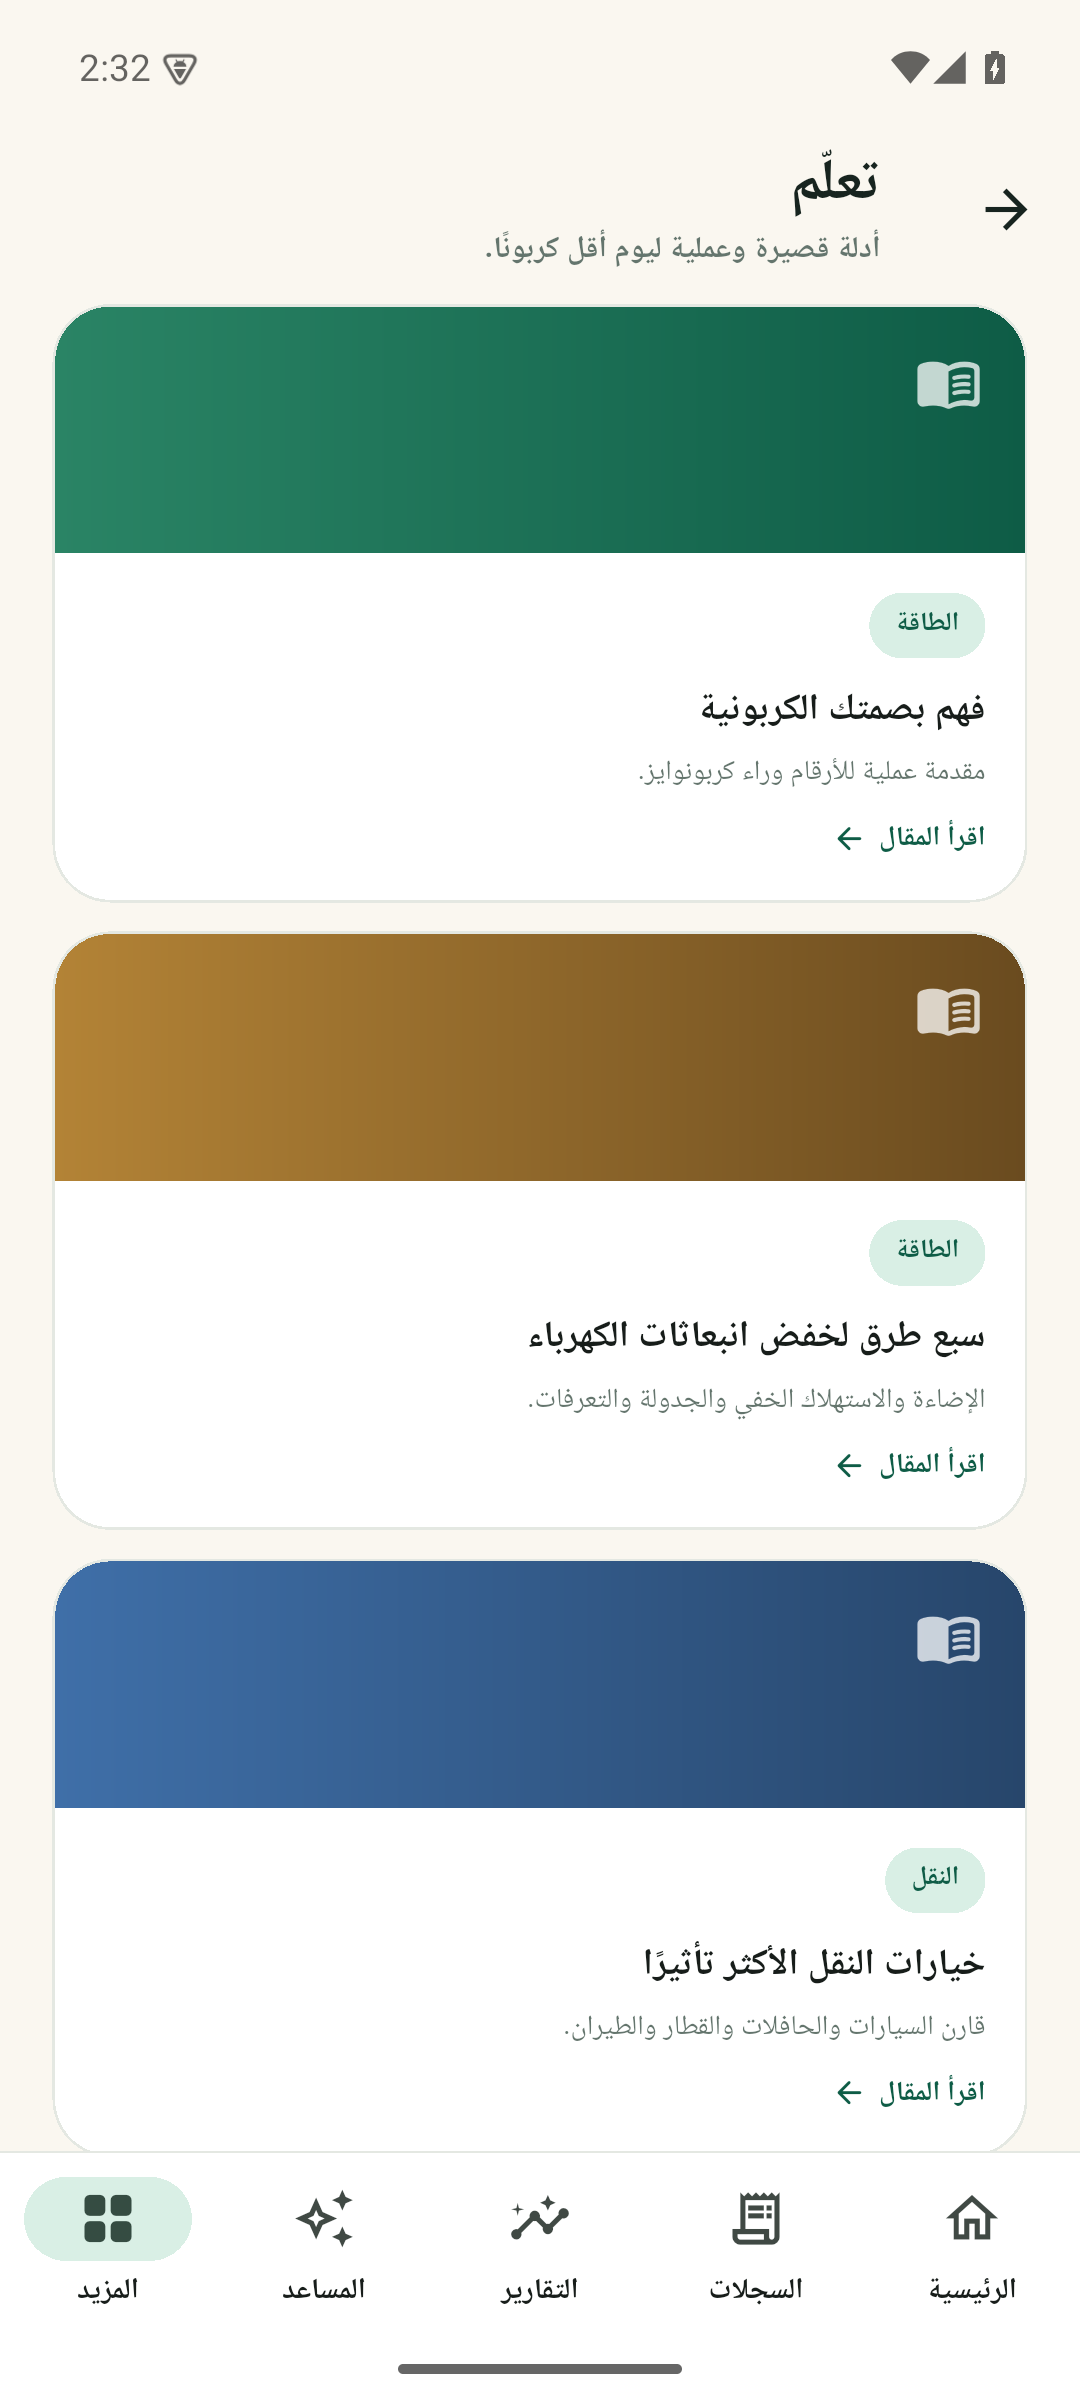 2:32
تعلّم
أدلة قصيرة وعملية ليوم أقل كربونًا.
الطاقة
فهم بصمتك الكربونية
مقدمة عملية للأرقام وراء كربونوايز.
اقرأ المقال
الطاقة
سبع طرق لخفض انبعاثات الكهرباء
الإضاءة والاستهلاك الخفي والجدولة والتعرفات.
اقرأ المقال
النقل
خيارات النقل الأكثر تأثيرًا
قارن السيارات والحافلات والقطار والطيران.
اقرأ المقال
الرئيسية
السجلات
التقارير
المساعد
المزيد